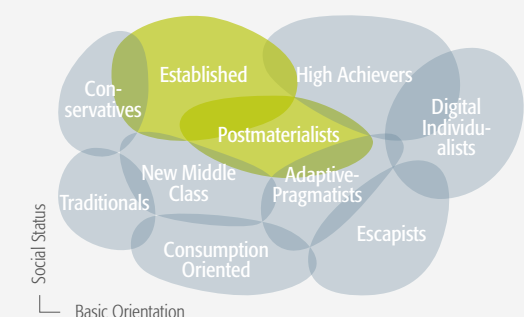 Established
High Achievers
Con-
servatives
Digital
Individu-
alists
Postmaterialists
New Middle
Class
Adaptive-
Pragmatists
Traditionals
Escapists
Consumption
Oriented
Social Status
Basic Orientation